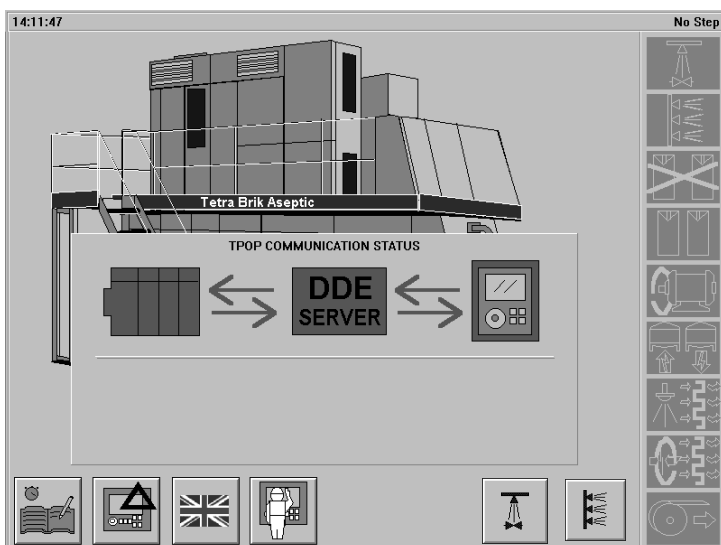 14:11:47
No Step
Tetra Brik Aseptic
TPOP COMMUNICATION STATUS
DDE
SERVER